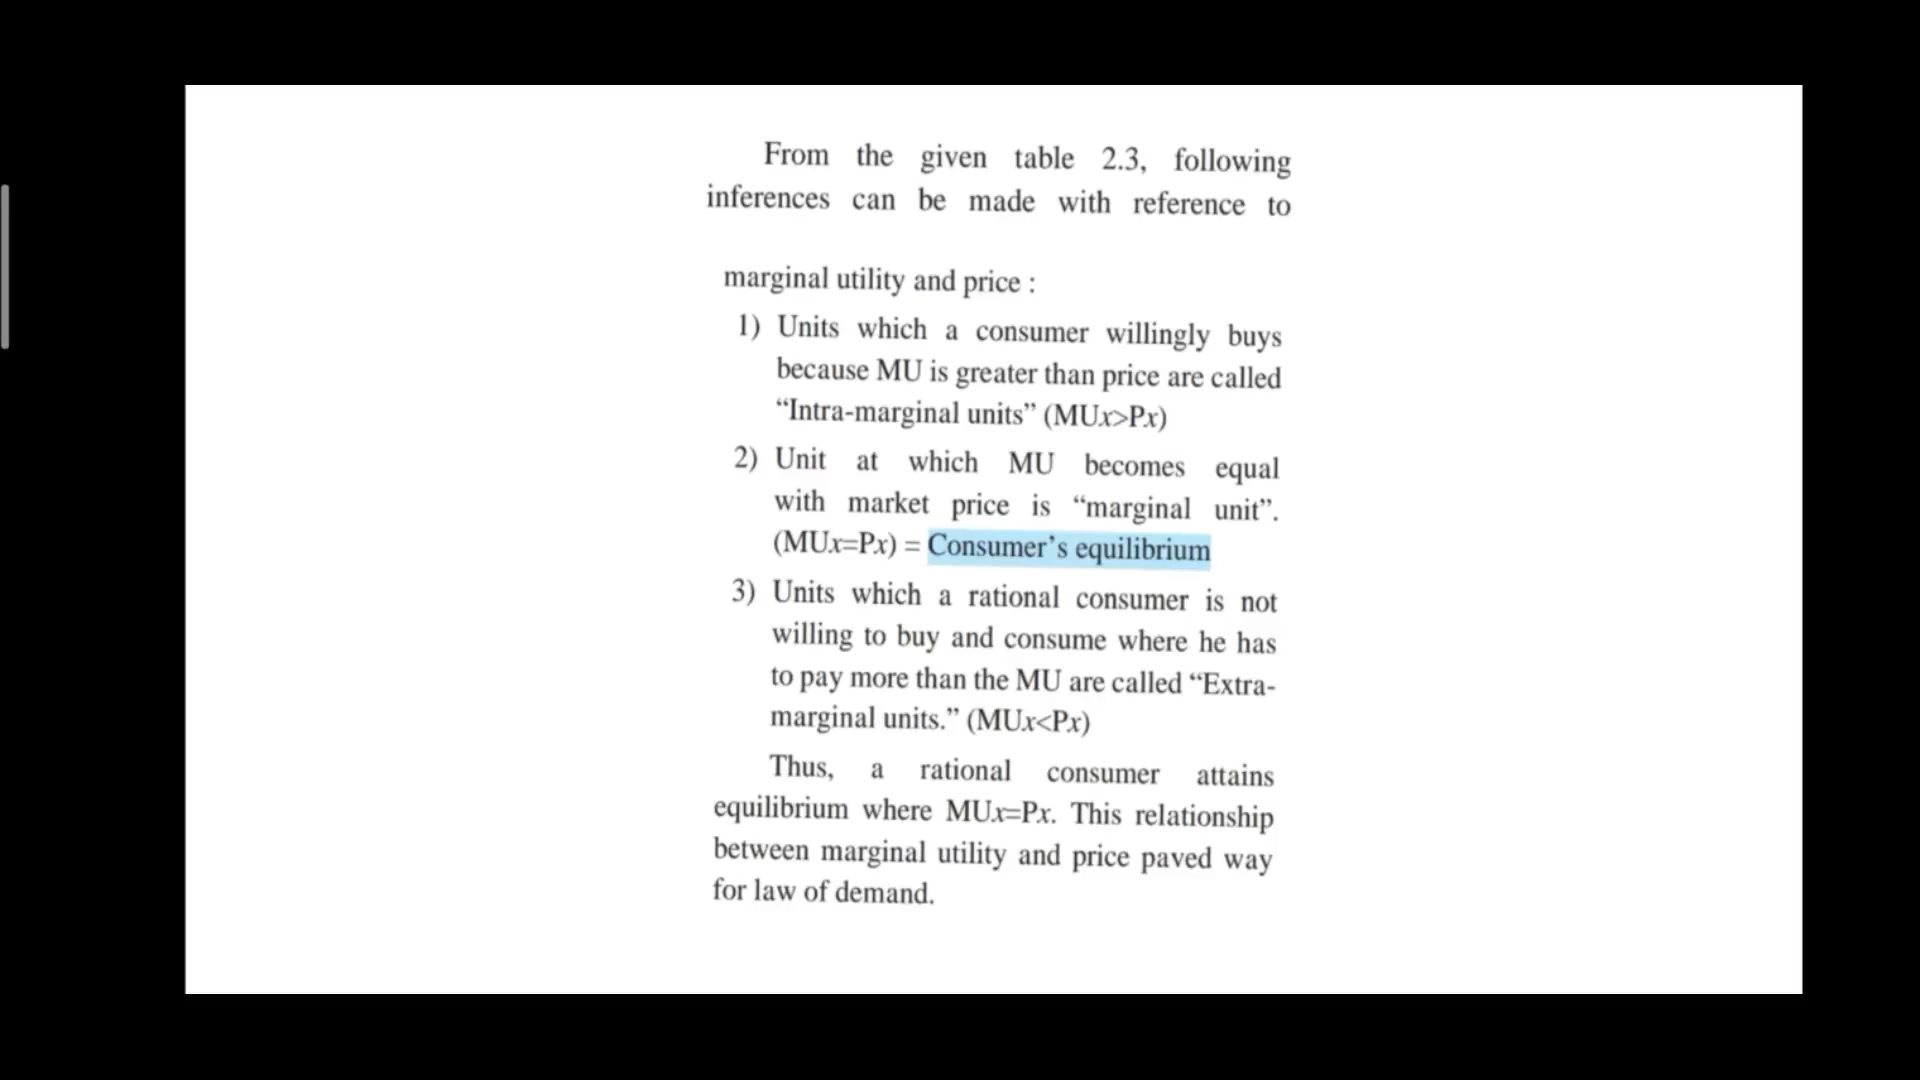 From the given table 2.3, following
inferences can be made with reference to
marginal utility and price :
1) Units which a consumer willingly buys
because MU is greater than price are called
“Intra-marginal units” (MUx>Px)
2) Unit at which MU becomes equal
with market price is “marginal unit”.
(MUx=Px) = Consumer’s equilibrium
3) Units which a rational consumer is not
willing to buy and consume where he has
to pay more than the MU are called “Extra-
marginal units.” (MUx<Px)
Thus, a rational consumer attains
equilibrium where MUx=Px. This relationship
between marginal utility and price paved way
for law of demand.